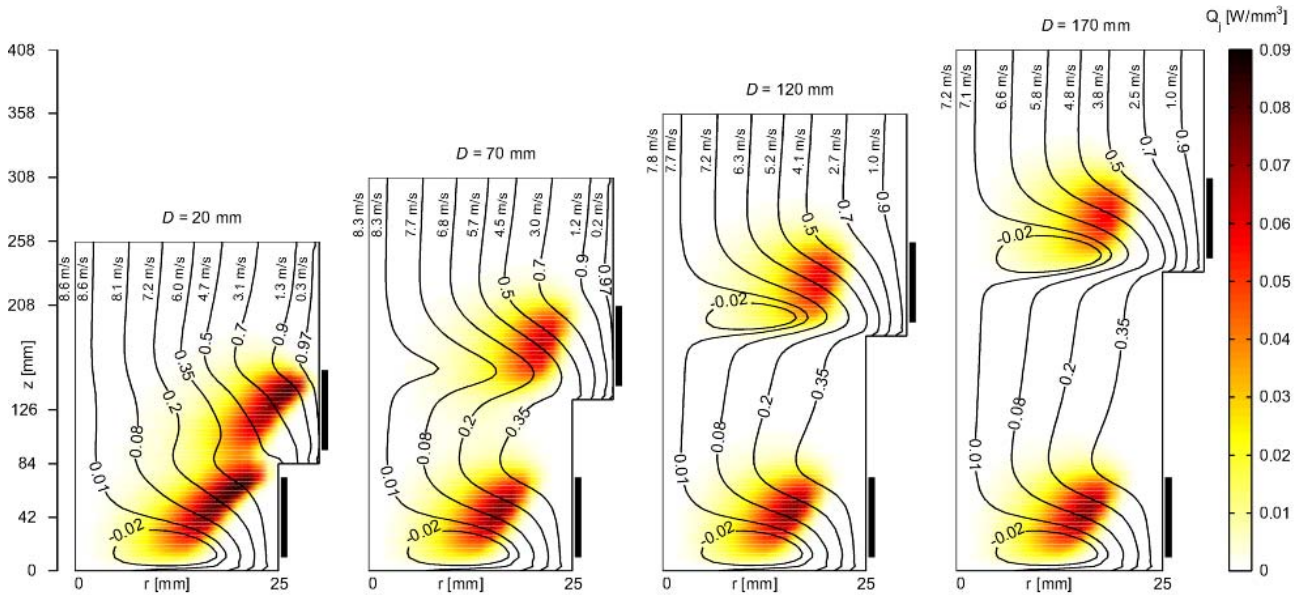 Q_j [W/mm³]
D = 170 mm
D = 120 mm
D = 70 mm
D = 20 mm
408
358
308
258
208
z [mm]
126
84
42
0
8.6 m/s
8.6 m/s
8.1 m/s
7.2 m/s
6.0 m/s
4.7 m/s
3.1 m/s
1.3 m/s
0.3 m/s
0.01
0.08
0.2
0.35
0.5
0.7
0.9
0.97
-0.02
0
r [mm]
25
8.3 m/s
8.3 m/s
7.7 m/s
6.8 m/s
5.7 m/s
4.5 m/s
3.0 m/s
1.2 m/s
0.2 m/s
0.5
0.7
0.9
0.97
0.01
0.08
0.2
0.35
-0.02
0
r [mm]
25
7.8 m/s
7.7 m/s
7.2 m/s
6.3 m/s
5.2 m/s
4.1 m/s
2.7 m/s
1.0 m/s
0.5
0.7
0.9
-0.02
0.01
0.08
0.2
0.35
-0.02
0
r [mm]
25
7.2 m/s
7.1 m/s
6.6 m/s
5.8 m/s
4.8 m/s
3.8 m/s
2.5 m/s
1.0 m/s
0.5
0.7
0.9
-0.02
0.01
0.08
0.2
0.35
-0.02
0
r [mm]
25
0.09
0.08
0.07
0.06
0.05
0.04
0.03
0.02
0.01
0